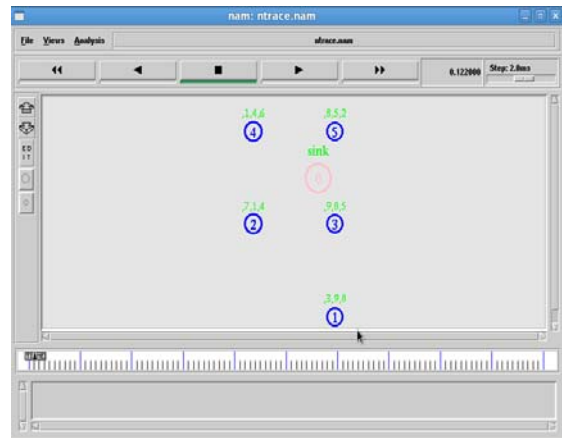 nam: ntrace.nam
File Views Analysis ntrace.nam
0.122000 Step: 2.0ms
,1,4,6 ,8,5,2
4 5
sink
0
,7,1,4 ,9,8,5
2 3
,3,9,8
1